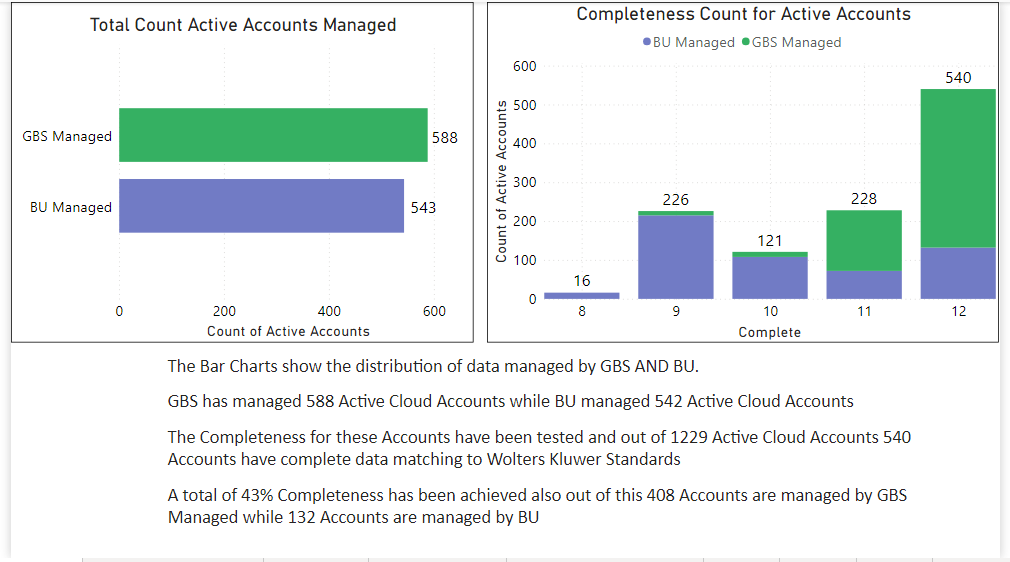 Total Count Active Accounts Managed
GBS Managed
588
BU Managed
543
0 200 400 600
Count of Active Accounts
Completeness Count for Active Accounts
BU Managed GBS Managed
Count of Active Accounts
600
500
400
300
200
100
0
16
226
121
228
540
8 9 10 11 12
Complete
The Bar Charts show the distribution of data managed by GBS AND BU.
GBS has managed 588 Active Cloud Accounts while BU managed 542 Active Cloud Accounts
The Completeness for these Accounts have been tested and out of 1229 Active Cloud Accounts 540
Accounts have complete data matching to Wolters Kluwer Standards
A total of 43% Completeness has been achieved also out of this 408 Accounts are managed by GBS
Managed while 132 Accounts are managed by BU